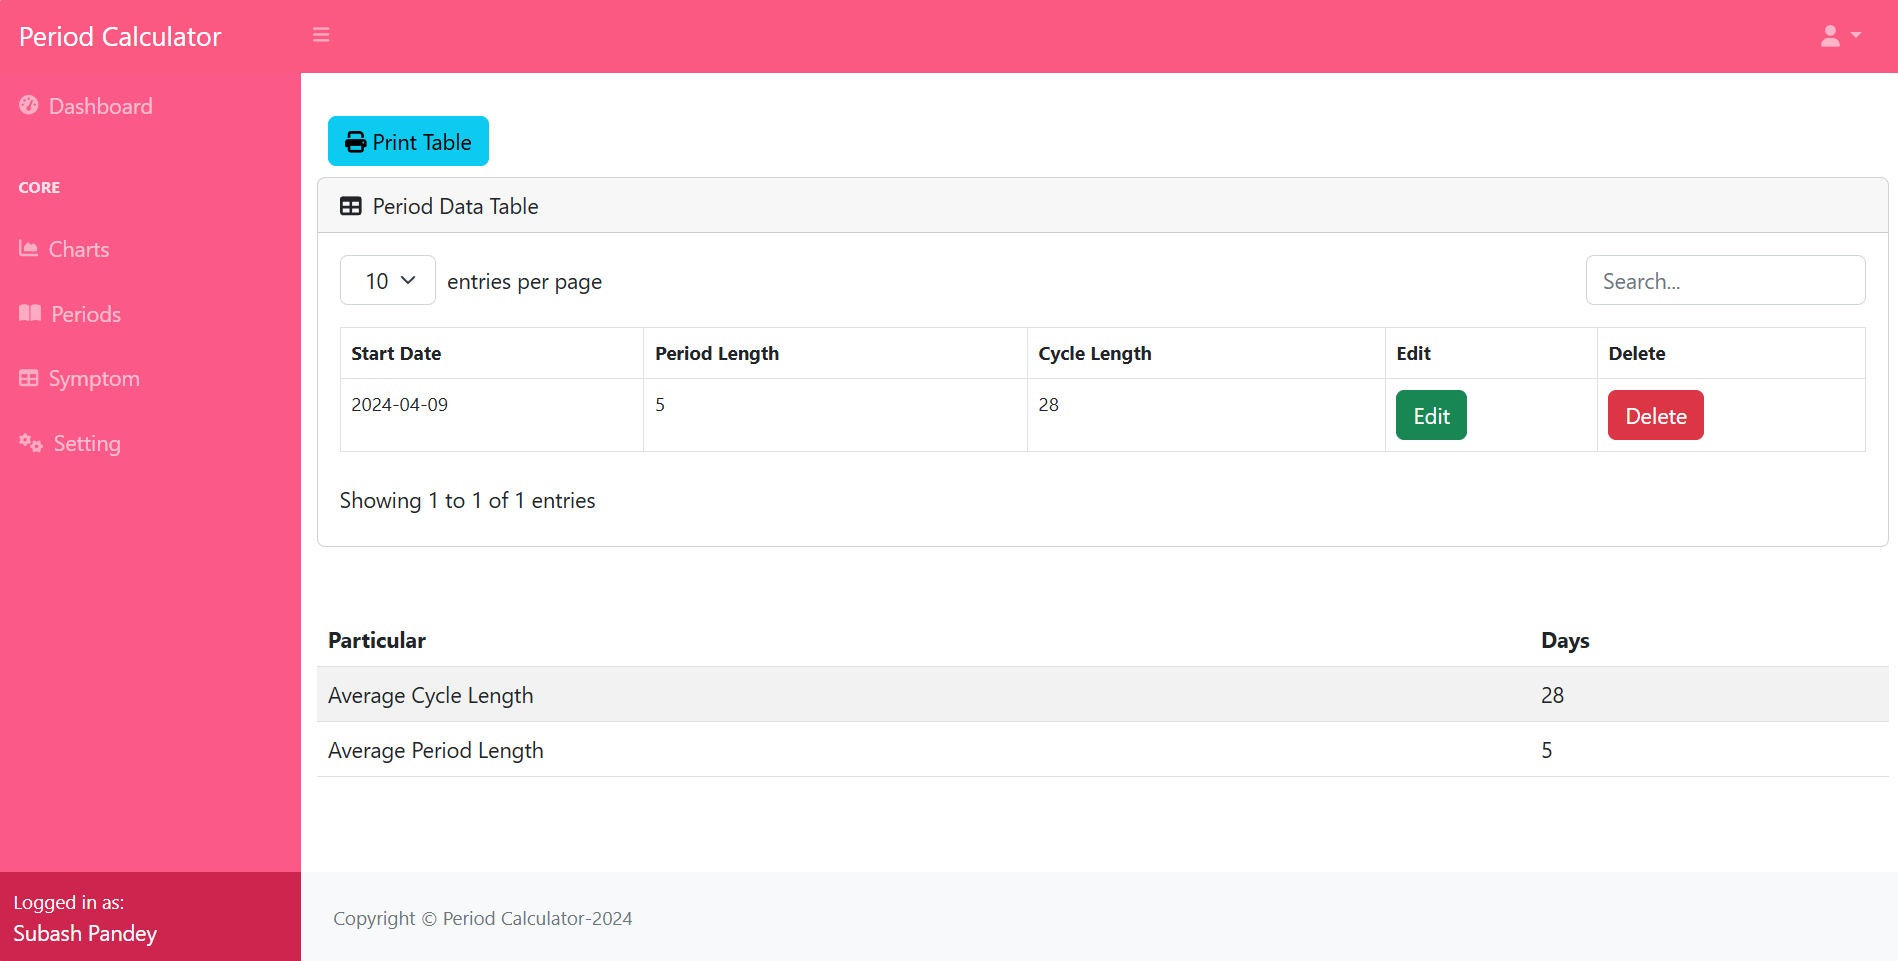 Period Calculator
Dashboard
CORE
Charts
Periods
Symptom
Setting
Logged in as:
Subash Pandey
Print Table
Period Data Table
10 entries per page
Search...
Start Date Period Length Cycle Length Edit Delete
2024-04-09 5 28 Edit Delete
Showing 1 to 1 of 1 entries
Particular Days
Average Cycle Length 28
Average Period Length 5
Copyright © Period Calculator-2024